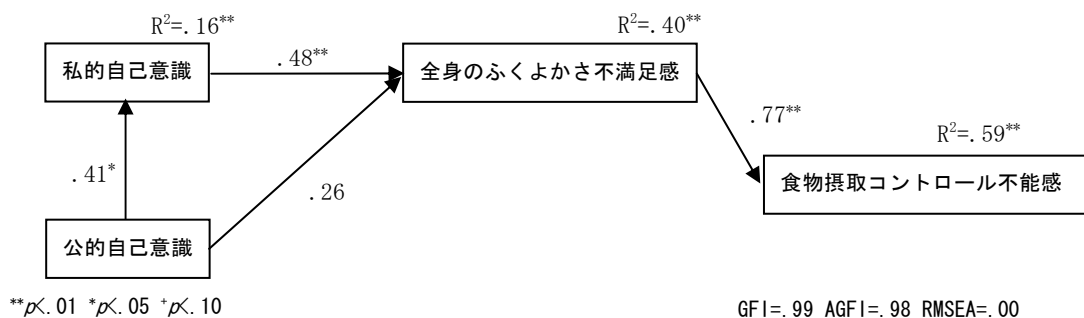 R²=.16**
R²=.40**
私的自己意識
.48**
全身のふくよかさ不満足感
.77**
R²=.59**
.41*
.26
食物摂取コントロール不能感
公的自己意識
**p<.01 *p<.05 +p<.10
GFI=.99 AGFI=.98 RMSEA=.00